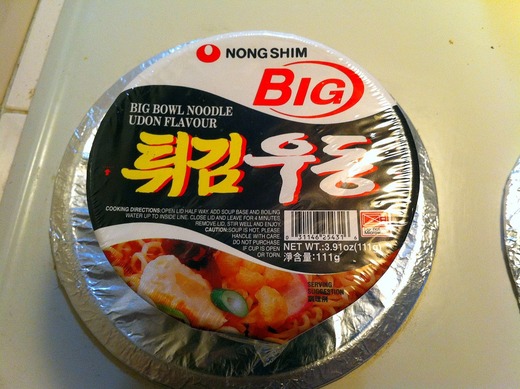 NONGSHIM
BIG
BIG BOWL NOODLE
UDON FLAVOUR
튀김우동
COOKING DIRECTIONS:OPEN LID HALF WAY. ADD SOUP BASE AND BOILING
WATER UP TO INSIDE LINE. CLOSE LID AND LEAVE FOR 4 MINUTES
REMOVE LID, STIR WELL AND ENJOY.
CAUTION:SOUP IS HOT, PLEASE
HANDLE WITH CARE.
DO NOT PURCHASE
IF CUP IS OPEN
OR TORN.
NET WT.:3.91oz(111g)
淨含量:111g
SERVING
SUGGESTION